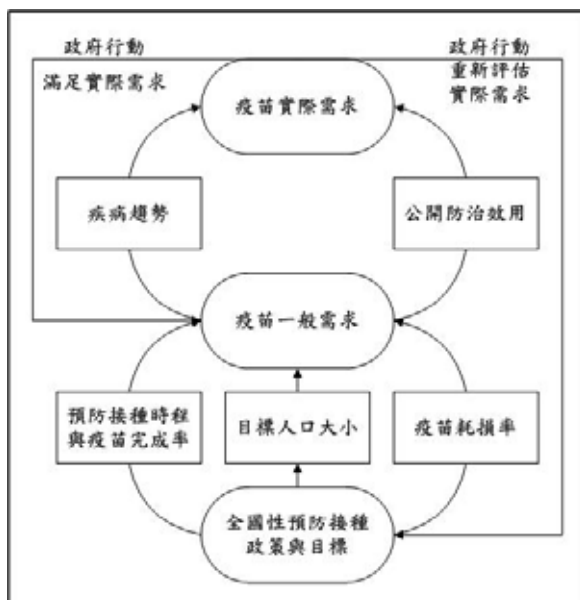 政府行動
滿足實際需求
政府行動
重新評估
實際需求
疫苗實際需求
疾病趨勢
公開防治效用
疫苗一般需求
預防接種時程
與疫苗完成率
目標人口大小
疫苗耗損率
全國性預防接種
政策與目標